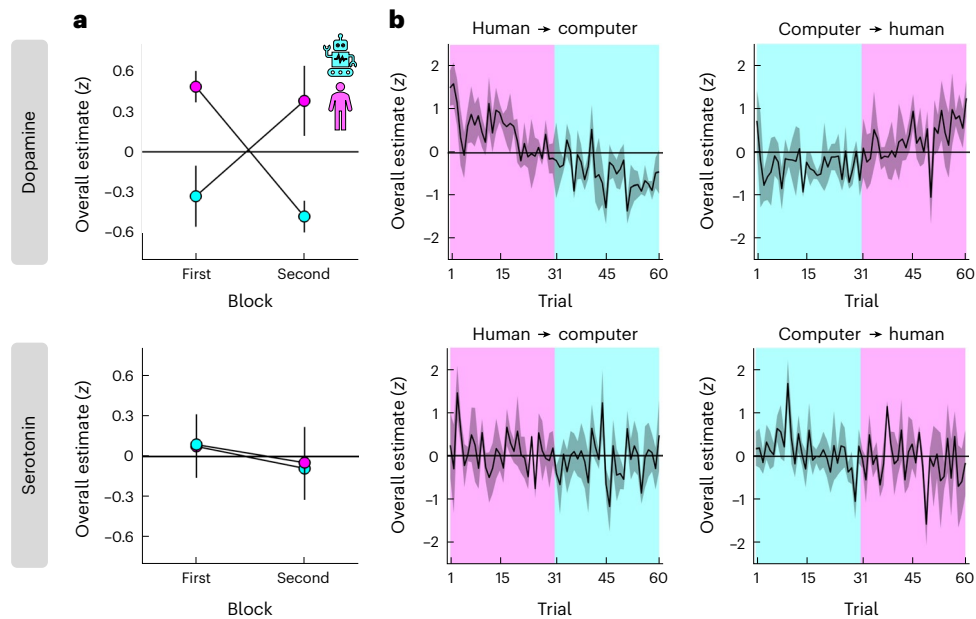 a
b
Dopamine
Overall estimate (z)
0.6
0.3
0
−0.3
−0.6
First Second
Block
Human → computer
Overall estimate (z)
2
1
0
−1
−2
1 15 31 45 60
Trial
Computer → human
Overall estimate (z)
2
1
0
−1
−2
1 15 31 45 60
Trial
Serotonin
Overall estimate (z)
0.6
0.3
0
−0.3
−0.6
First Second
Block
Human → computer
Overall estimate (z)
2
1
0
−1
−2
1 15 31 45 60
Trial
Computer → human
Overall estimate (z)
2
1
0
−1
−2
1 15 31 45 60
Trial